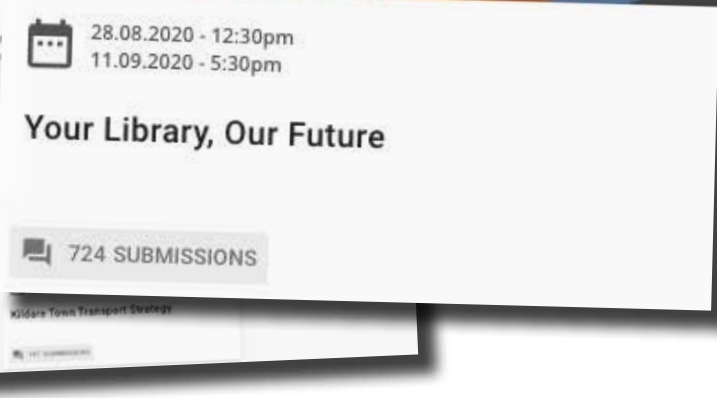 28.08.2020 - 12:30pm
11.09.2020 - 5:30pm
Your Library, Our Future
724 SUBMISSIONS
Kildare Town Transport Strategy
SUBMISSIONS